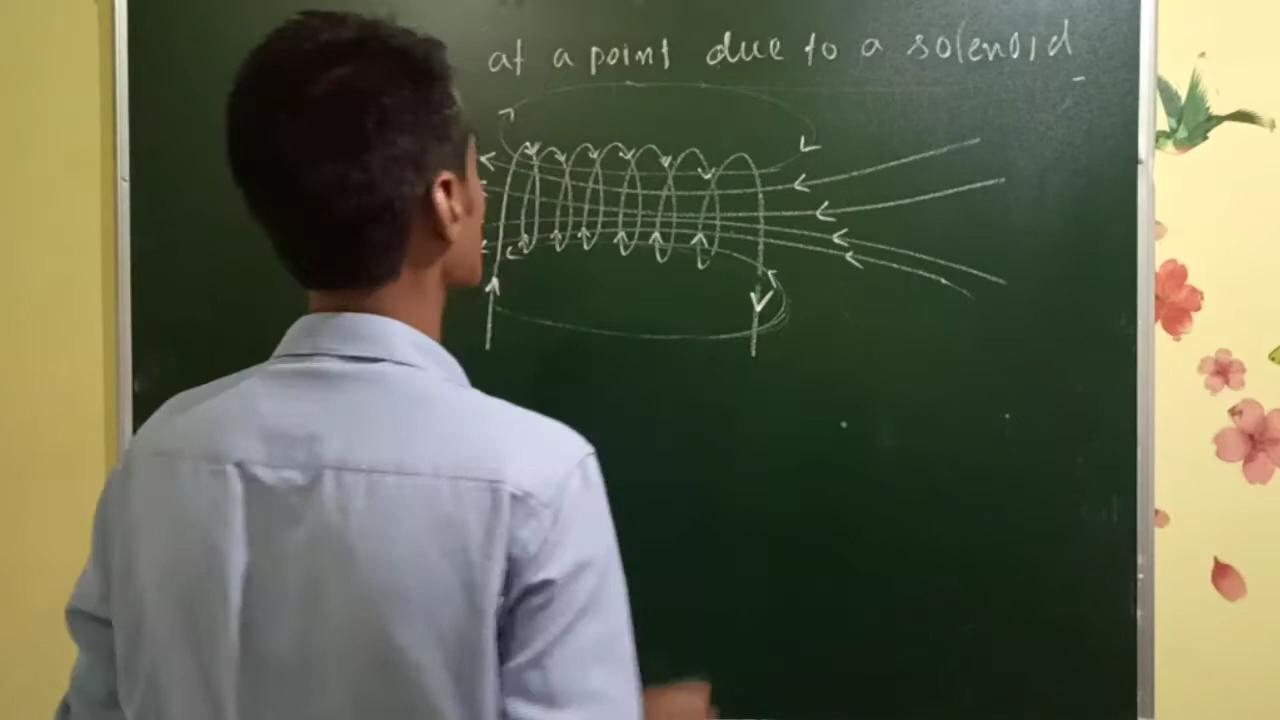 at a point due to a solenoid